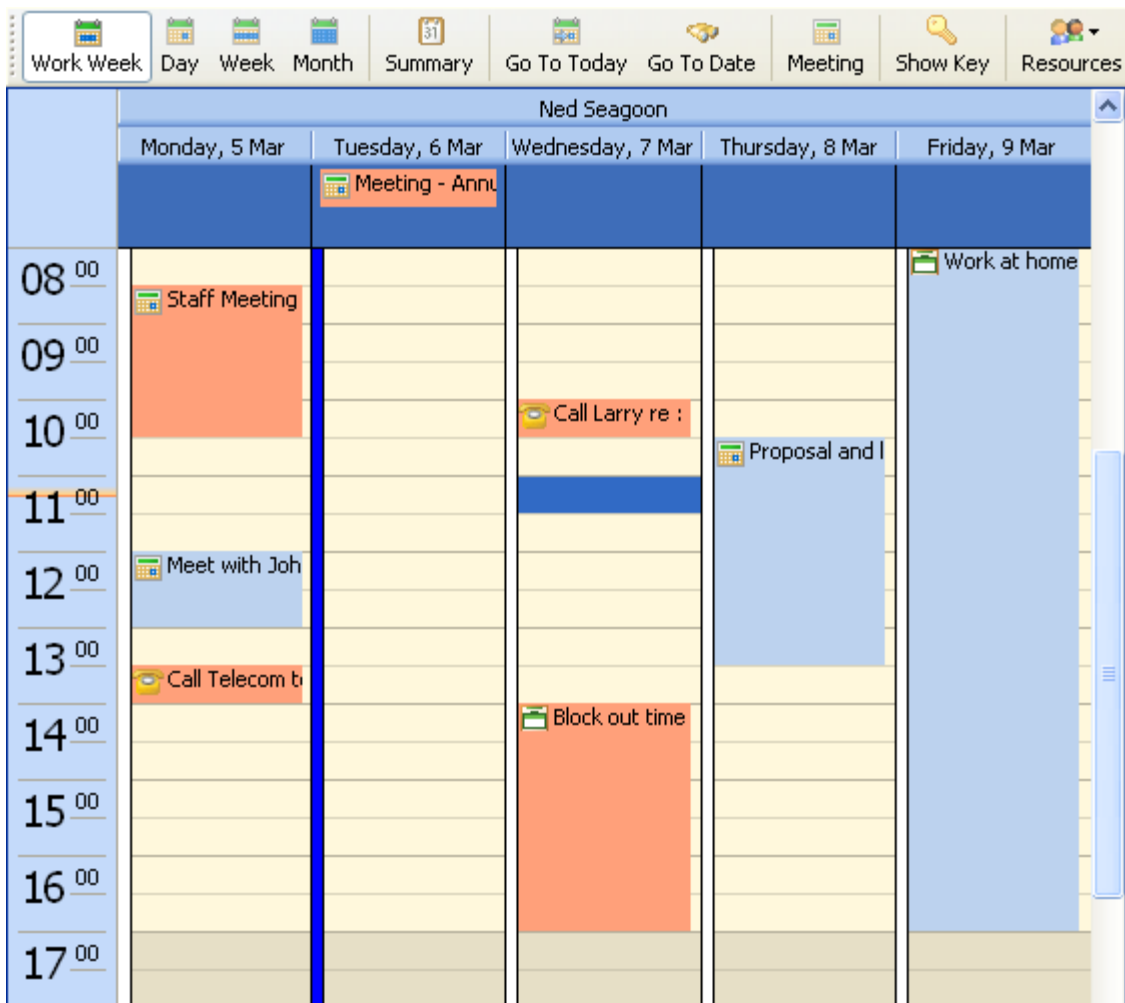 Work Week Day Week Month Summary Go To Today Go To Date Meeting Show Key Resources
31
Ned Seagoon
Monday, 5 Mar Tuesday, 6 Mar Wednesday, 7 Mar Thursday, 8 Mar Friday, 9 Mar
Meeting - Annu
08 00 Work at home
Staff Meeting
09 00
10 00 Call Larry re :
Proposal and l
11 00
12 00 Meet with Joh
13 00
Call Telecom t
14 00 Block out time
15 00
16 00
17 00